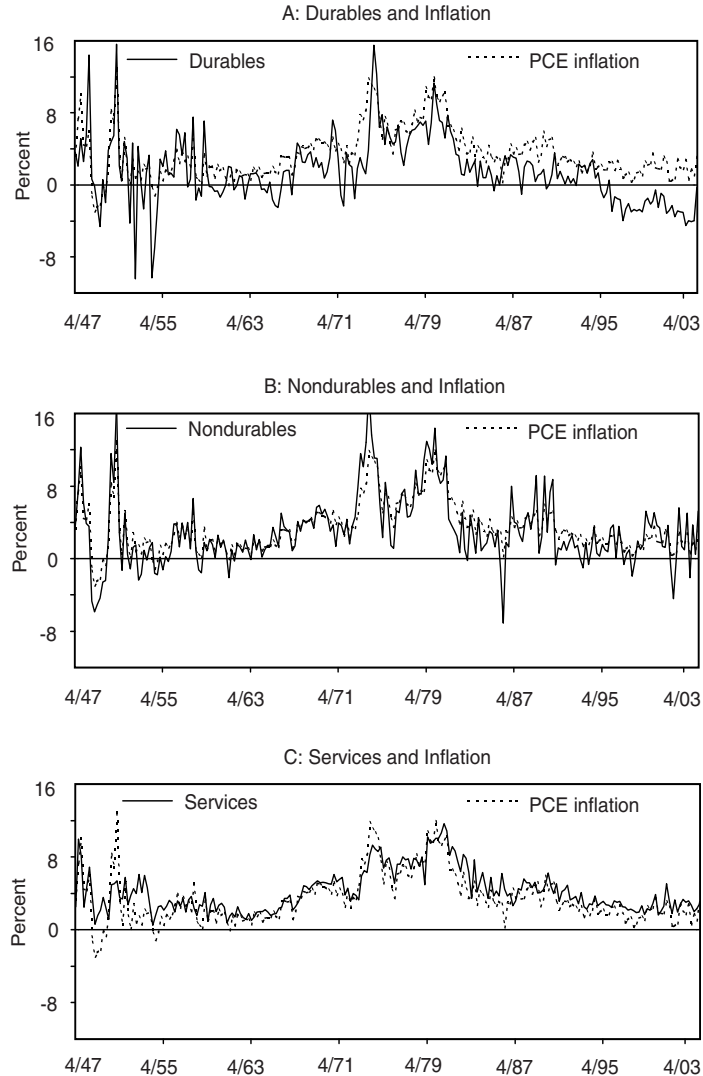 A: Durables and Inflation
16
Durables
PCE inflation
8
Percent
0
-8
4/47 4/55 4/63 4/71 4/79 4/87 4/95 4/03
B: Nondurables and Inflation
16
Nondurables
PCE inflation
8
Percent
0
-8
4/47 4/55 4/63 4/71 4/79 4/87 4/95 4/03
C: Services and Inflation
16
Services
PCE inflation
8
Percent
0
-8
4/47 4/55 4/63 4/71 4/79 4/87 4/95 4/03